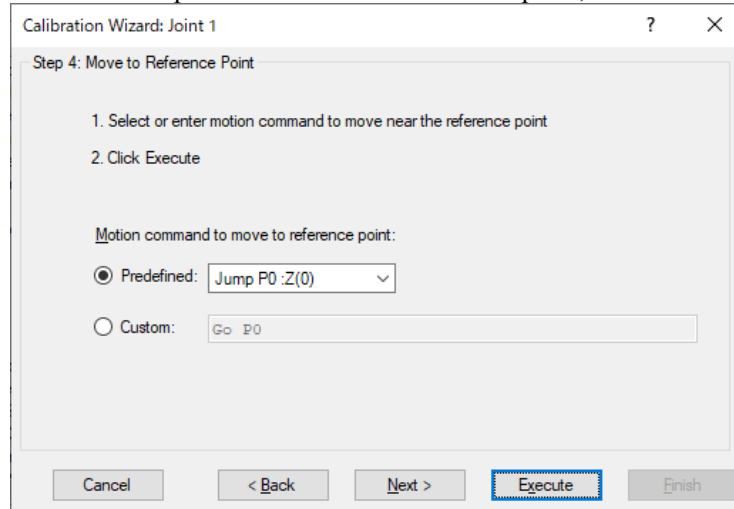 Calibration Wizard: Joint 1 ? ×
Step 4: Move to Reference Point
1. Select or enter motion command to move near the reference point
2. Click Execute
Motion command to move to reference point:
Predefined: Jump P0 :Z(0)
Custom: Go P0
Cancel < Back Next > Execute Finish